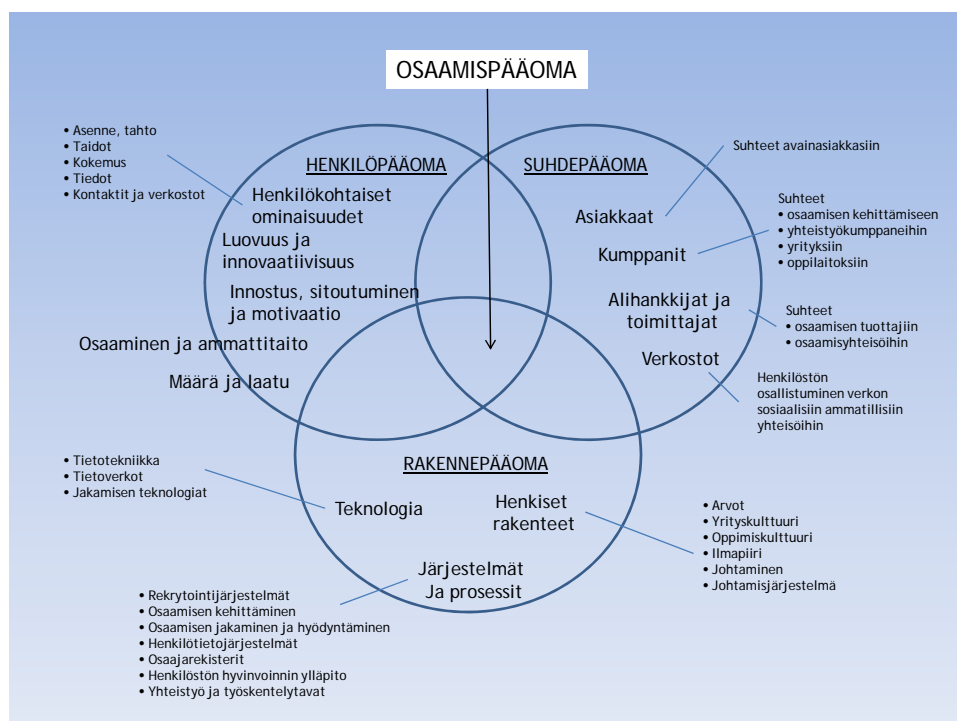 OSAAMISPÄÄOMA
• Asenne, tahto
• Taidot
• Kokemus
• Tiedot
• Kontaktit ja verkostot
HENKILÖPÄÄOMA
Henkilökohtaiset
ominaisuudet
Luovuus ja
innovaatiivisuus
Innostus, sitoutuminen
ja motivaatio
Osaaminen ja ammattitaito
Määrä ja laatu
SUHDEPÄÄOMA
Asiakkaat
Kumppanit
Alihankkijat ja
toimittajat
Verkostot
Suhteet avainasiakkasiin
Suhteet
• osaamisen kehittämiseen
• yhteistyökumppaneihin
• yrityksiin
• oppilaitoksiin
Suhteet
• osaamisen tuottajiin
• osaamisyhteisöihin
Henkilöstön
osallistuminen verkon
sosiaalisiin ammatillisiin
yhteisöihin
RAKENNEPÄÄOMA
• Tietotekniikka
• Tietoverkot
• Jakamisen teknologiat
Teknologia
Henkiset
rakenteet
• Arvot
• Yrityskulttuuri
• Oppimiskulttuuri
• Ilmapiiri
• Johtaminen
• Johtamisjärjestelmä
Järjestelmät
Ja prosessit
• Rekrytointijärjestelmät
• Osaamisen kehittäminen
• Osaamisen jakaminen ja hyödyntäminen
• Henkilötietojärjestelmät
• Osaajarekisterit
• Henkilöstön hyvinvoinnin ylläpito
• Yhteistyö ja työskentelytavat